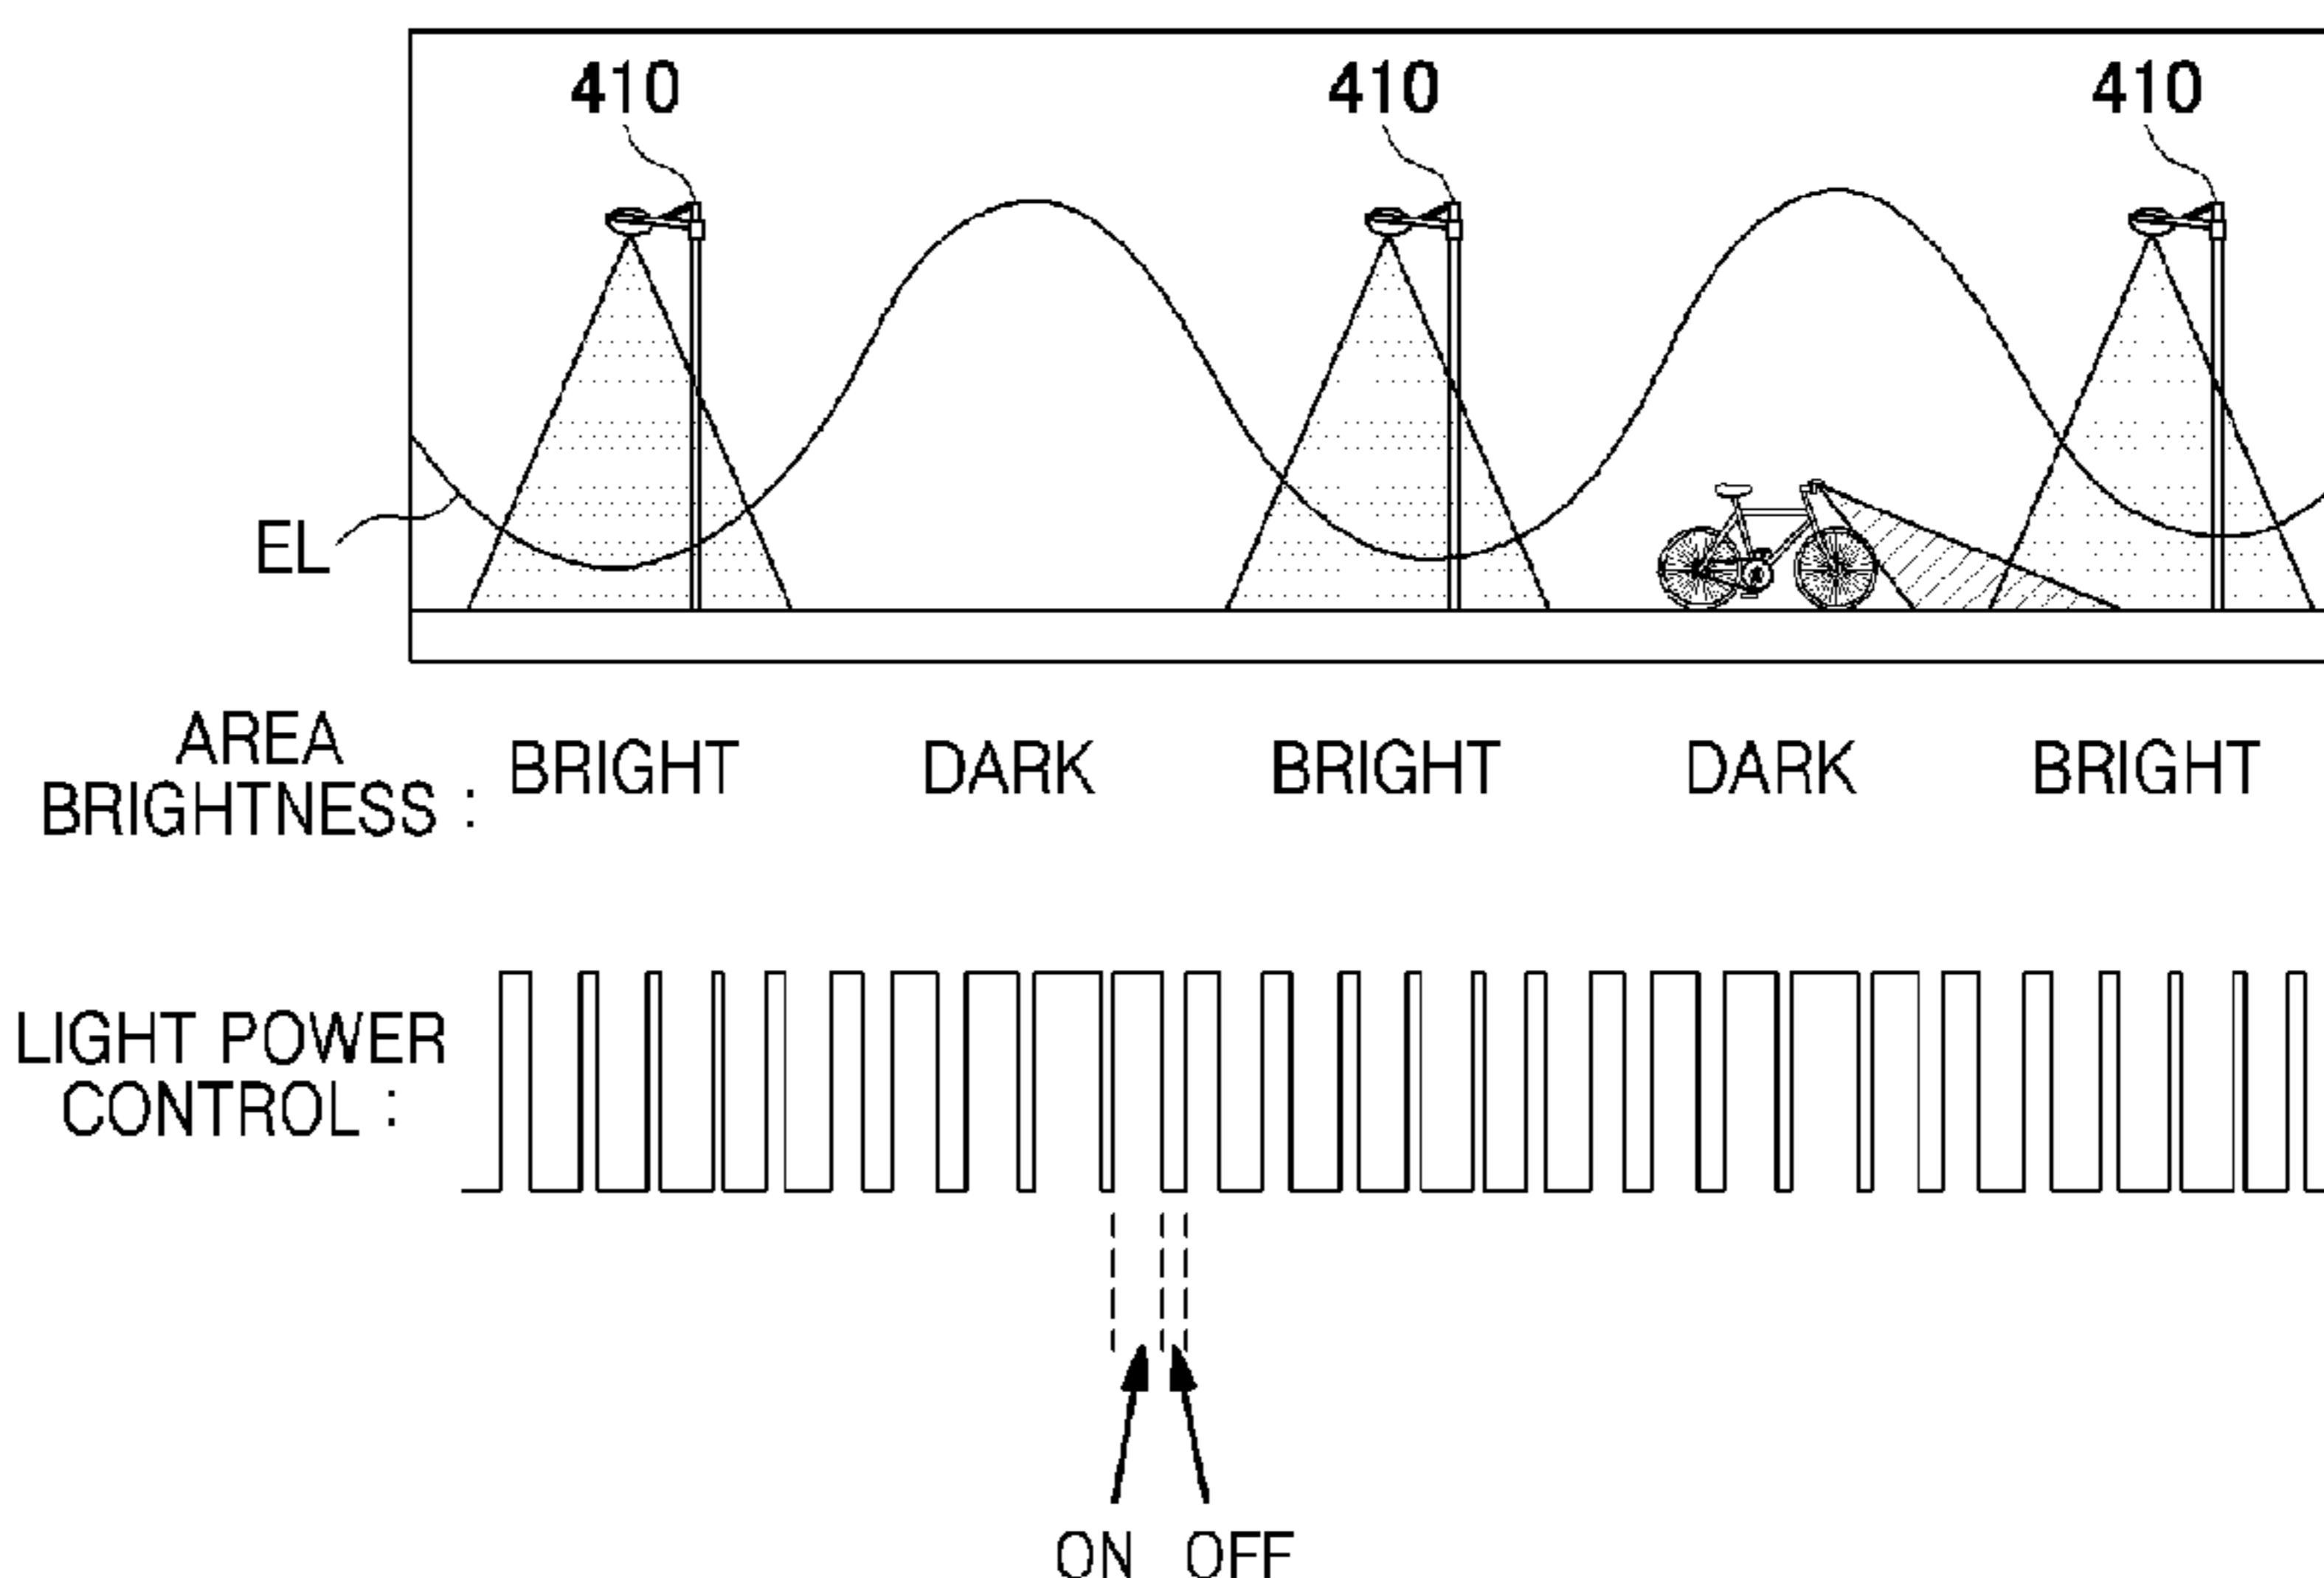 410 410 410
EL
AREA
BRIGHTNESS : BRIGHT DARK BRIGHT DARK BRIGHT
LIGHT POWER
CONTROL :
ON OFF